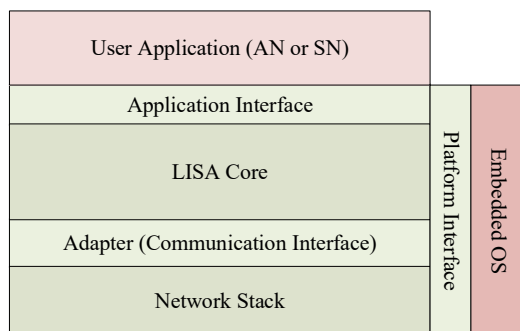 User Application (AN or SN)
Application Interface
LISA Core
Adapter (Communication Interface)
Network Stack
Platform Interface
Embedded OS